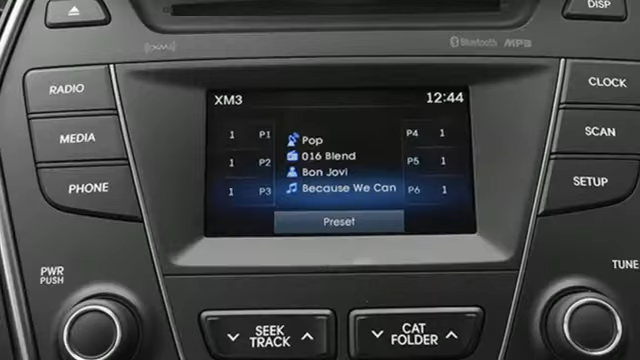 DISP
(XM)
Bluetooth MP3
RADIO
MEDIA
PHONE
XM3 12:44
1 P1 Pop P4 1
016 Blend
1 P2 Bon Jovi P5 1
1 P3 Because We Can P6 1
Preset
CLOCK
SCAN
SETUP
PWR
PUSH
SEEK
TRACK
CAT
FOLDER
TUNE